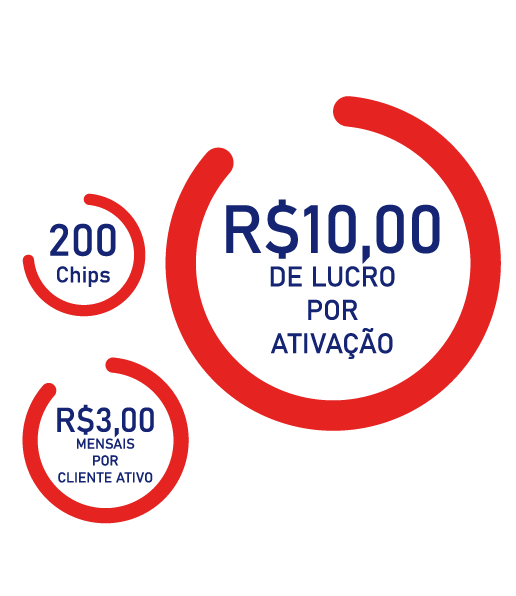 200
Chips
R$10,00
DE LUCRO
POR
ATIVAÇÃO
R$3,00
MENSAIS
POR
CLIENTE ATIVO